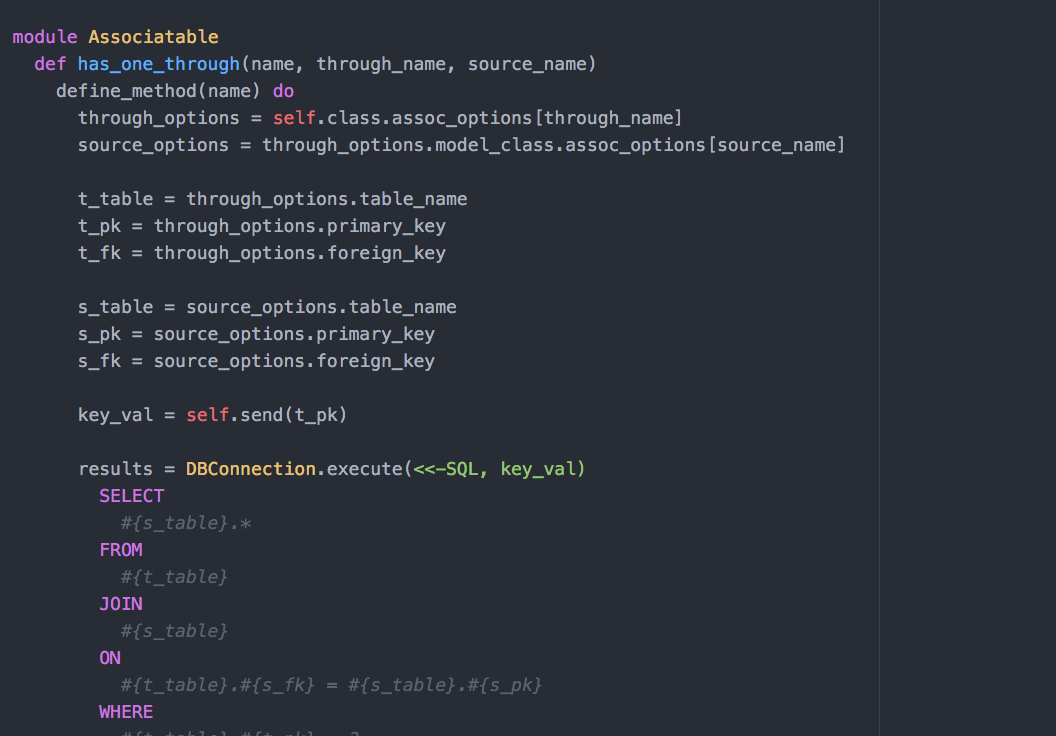 module Associatable
  def has_one_through(name, through_name, source_name)
    define_method(name) do
      through_options = self.class.assoc_options[through_name]
      source_options = through_options.model_class.assoc_options[source_name]

      t_table = through_options.table_name
      t_pk = through_options.primary_key
      t_fk = through_options.foreign_key

      s_table = source_options.table_name
      s_pk = source_options.primary_key
      s_fk = source_options.foreign_key

      key_val = self.send(t_pk)

      results = DBConnection.execute(<<-SQL, key_val)
        SELECT
          #{s_table}.*
        FROM
          #{t_table}
        JOIN
          #{s_table}
        ON
          #{t_table}.#{s_fk} = #{s_table}.#{s_pk}
        WHERE